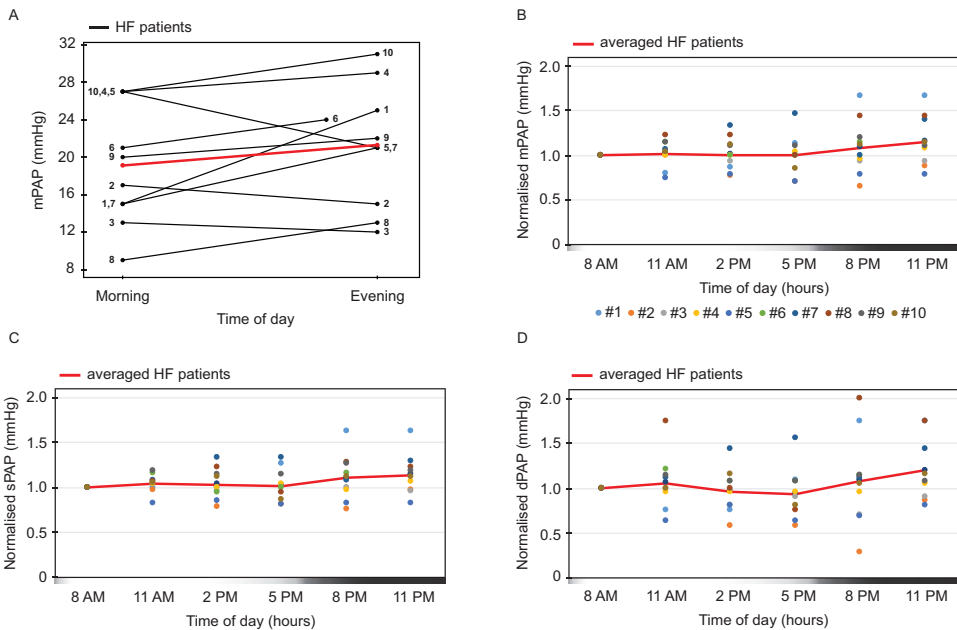 A
HF patients
32
28
24
20
16
12
8
mPAP (mmHg)
10,4,5
6
9
2
1,7
3
8
10
4
1
6
9
5,7
2
8
3
Morning
Evening
Time of day
B
averaged HF patients
2.0
1.5
1.0
0.5
0
Normalised mPAP (mmHg)
8 AM 11 AM 2 PM 5 PM 8 PM 11 PM
Time of day (hours)
#1 #2 #3 #4 #5 #6 #7 #8 #9 #10
C
averaged HF patients
2.0
1.5
1.0
0.5
0
Normalised sPAP (mmHg)
8 AM 11 AM 2 PM 5 PM 8 PM 11 PM
Time of day (hours)
D
averaged HF patients
2.0
1.5
1.0
0.5
0
Normalised dPAP (mmHg)
8 AM 11 AM 2 PM 5 PM 8 PM 11 PM
Time of day (hours)